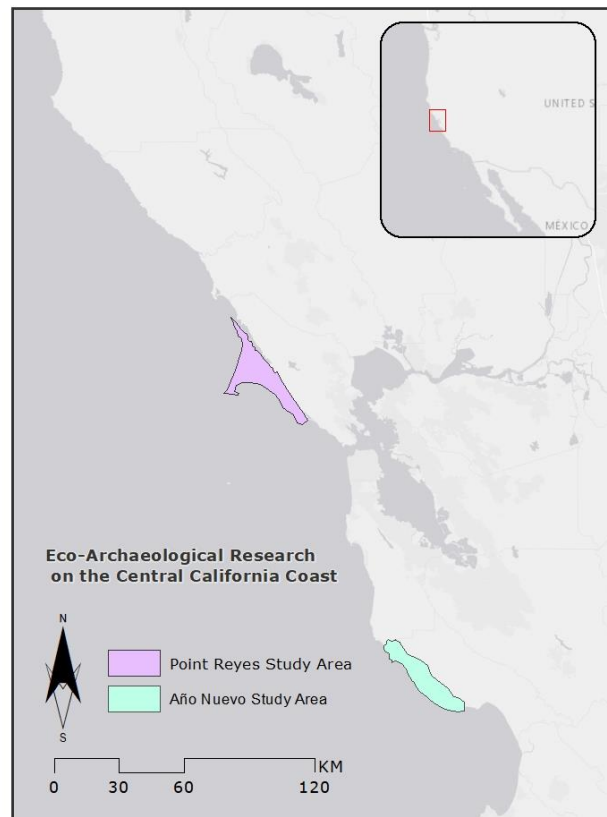 UNITED S
MÉXICO
Eco-Archaeological Research
on the Central California Coast
N
S
Point Reyes Study Area
Año Nuevo Study Area
KM
0 30 60 120